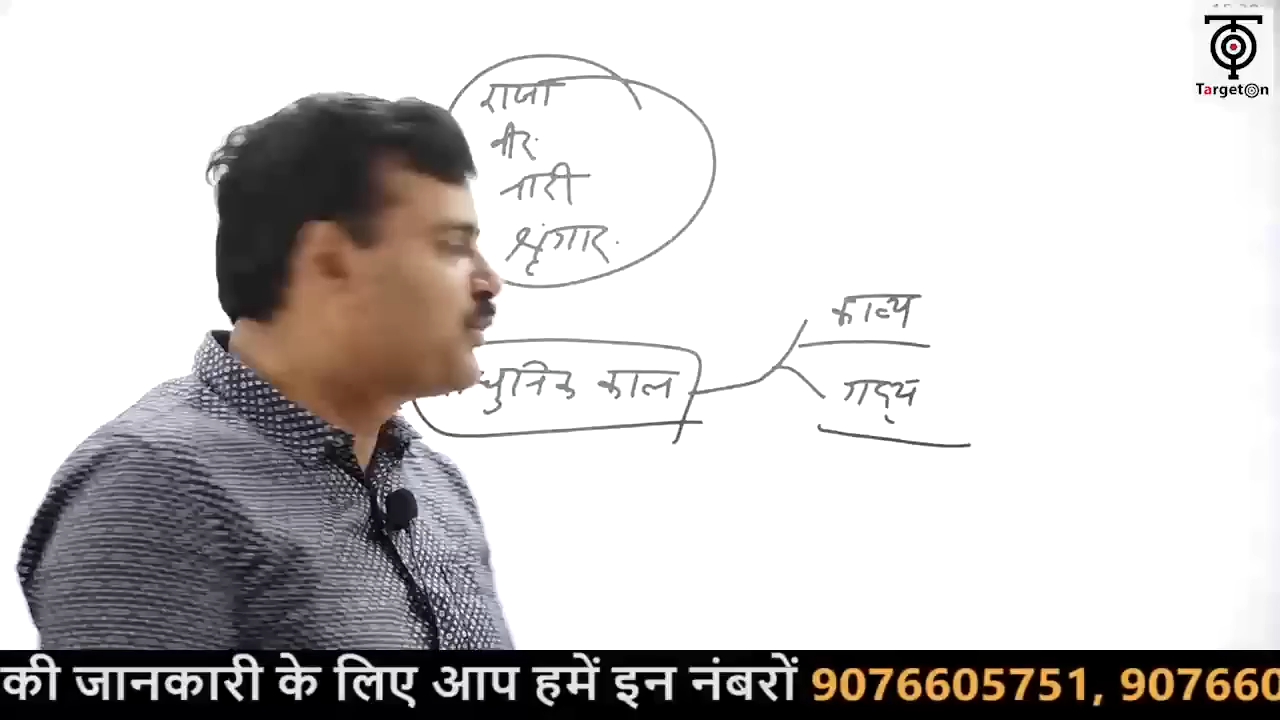 TargetOn
राजा
वीर
नारी
श्रृंगार
धुनिक काल
काव्य
गद्य
की जानकारी के लिए आप हमें इन नंबरों 9076605751, 907660